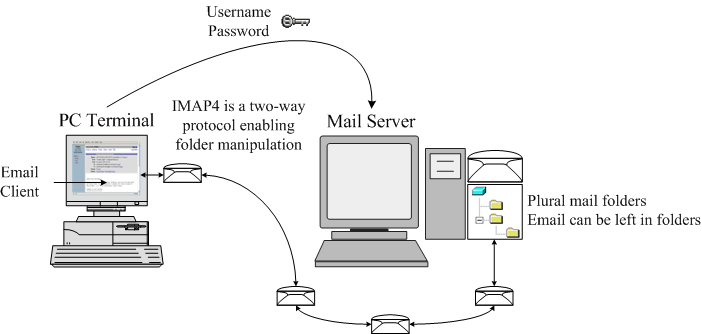 Username
Password
PC Terminal
IMAP4 is a two-way
protocol enabling
folder manipulation
Mail Server
Email
Client
Plural mail folders
Email can be left in folders